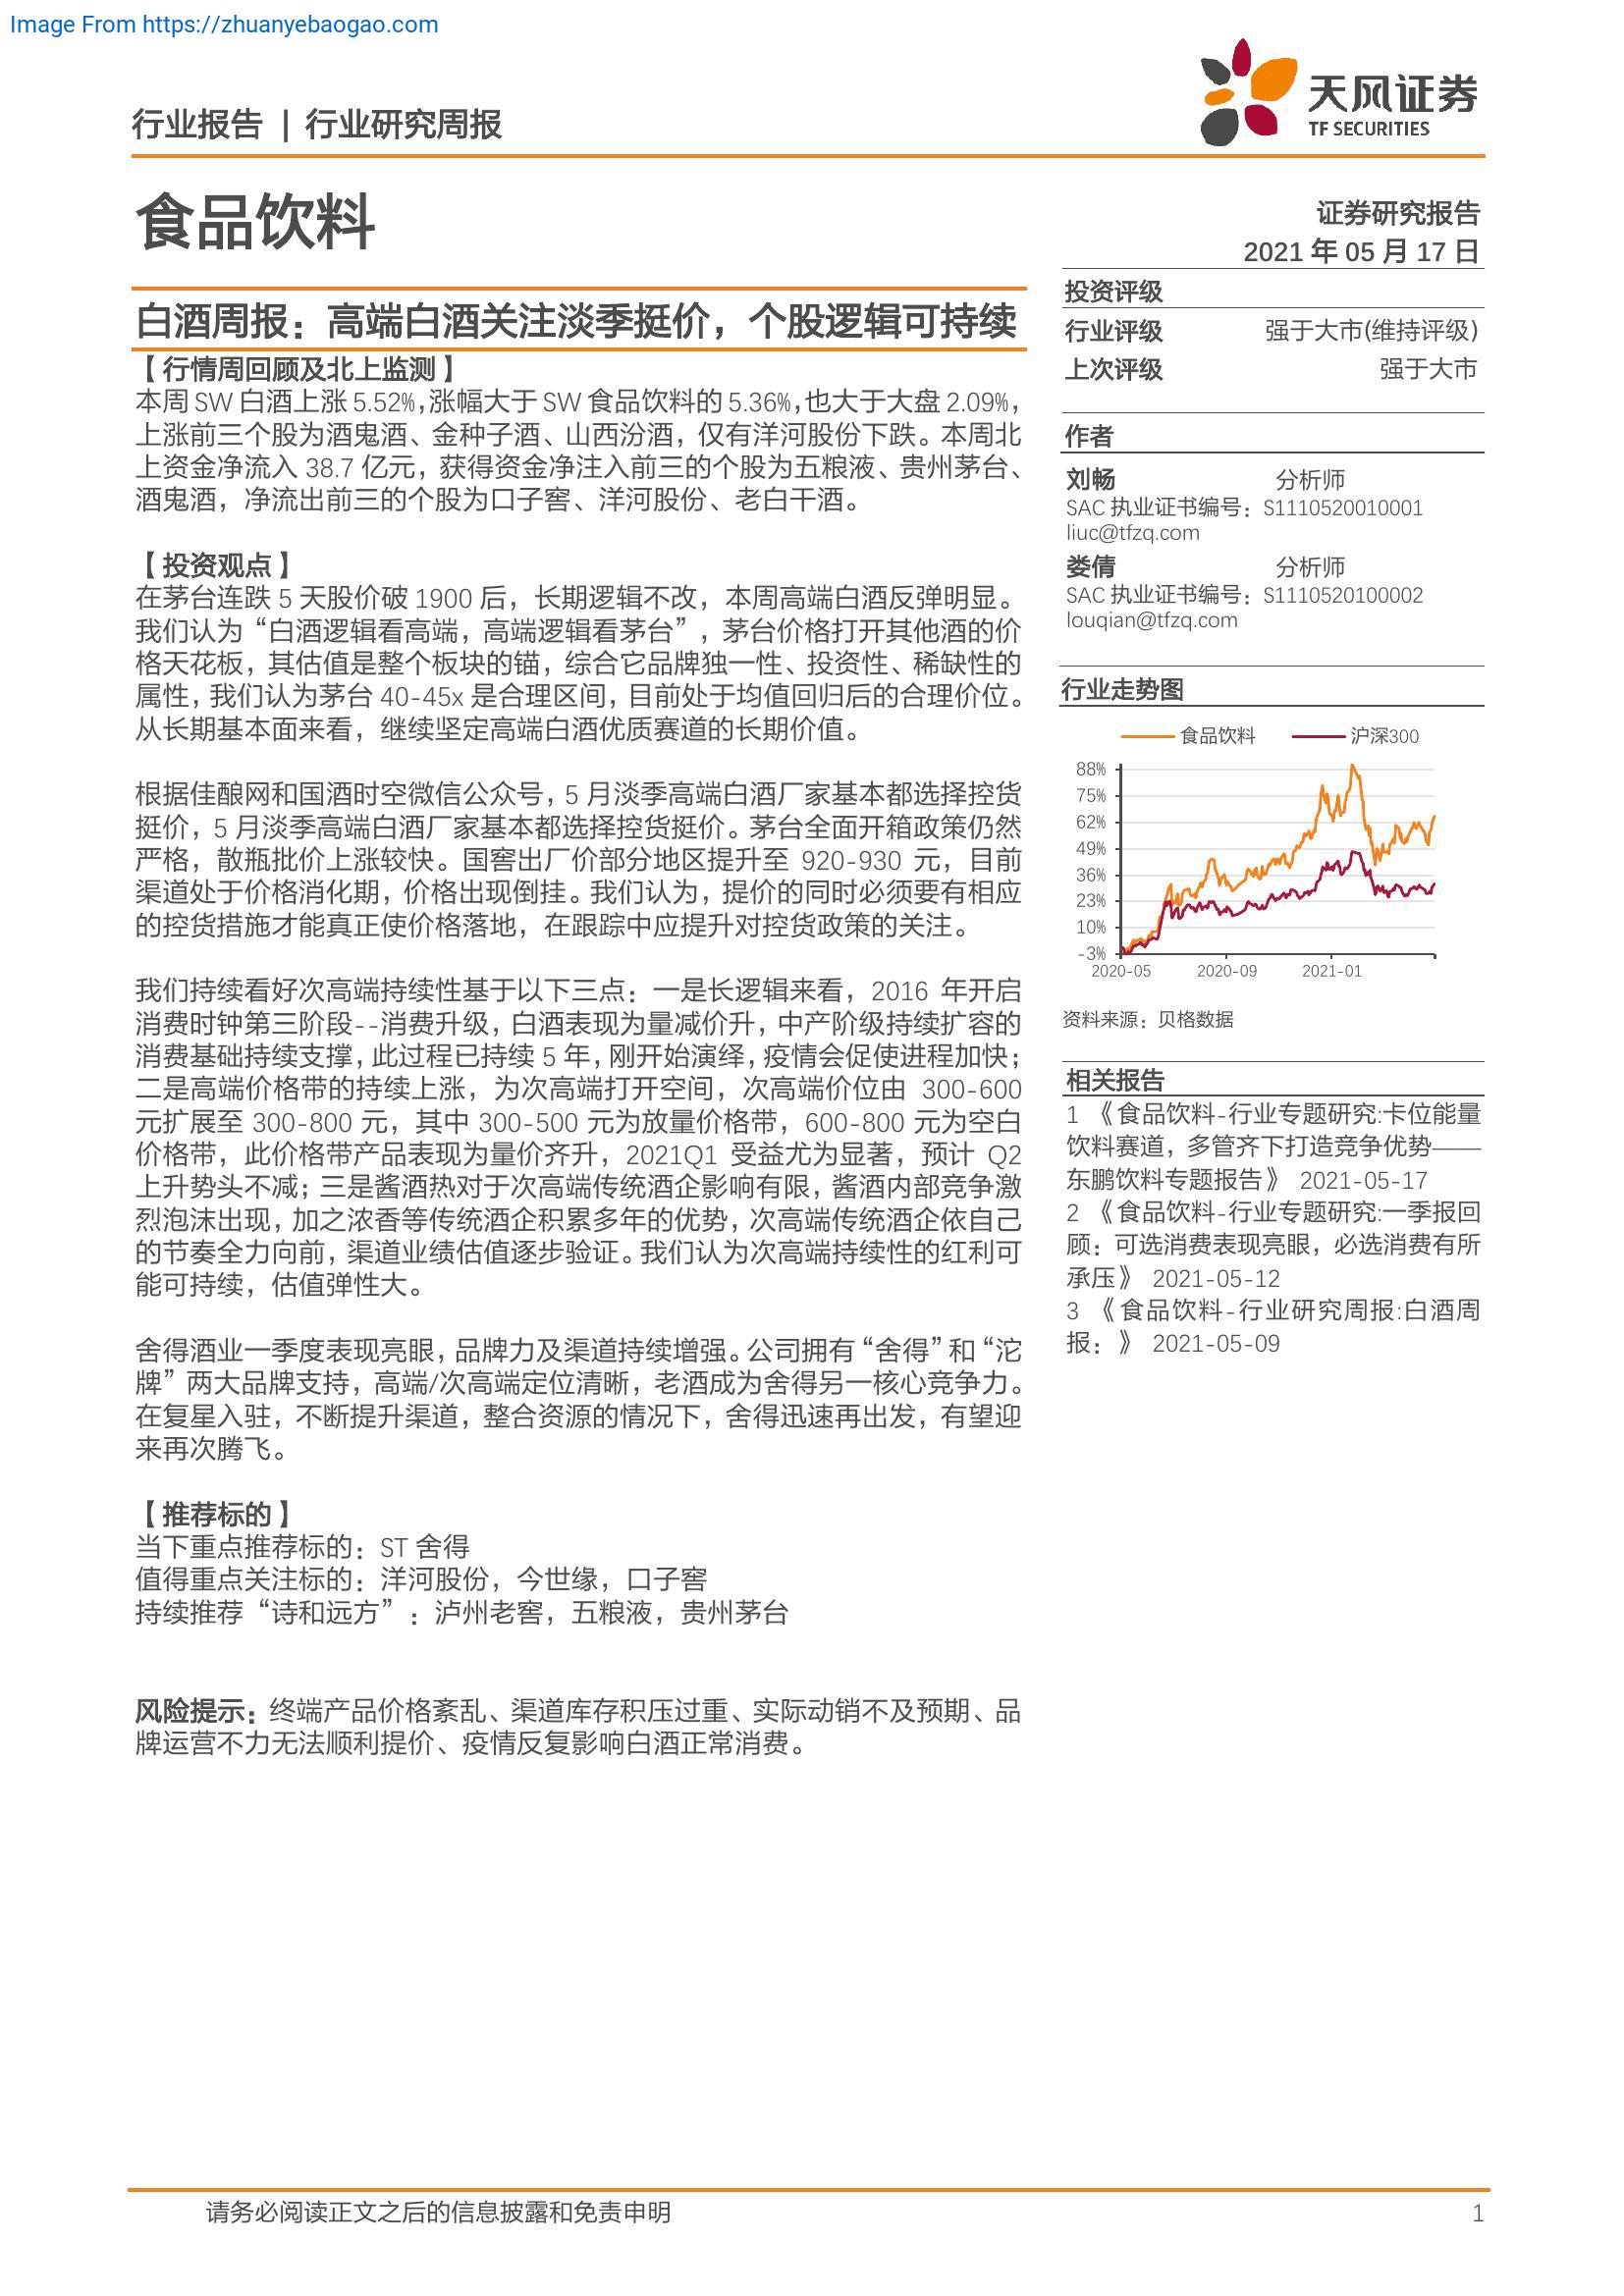 Image From https://zhuanyebaogao.com
行业报告 | 行业研究周报
天风证券
TF SECURITIES
食品饮料
证券研究报告
2021 年 05 月 17 日
白酒周报：高端白酒关注淡季挺价，个股逻辑可持续
【行情周回顾及北上监测】
本周 SW 白酒上涨 5.52%，涨幅大于 SW 食品饮料的 5.36%，也大于大盘 2.09%，
上涨前三个股为酒鬼酒、金种子酒、山西汾酒，仅有洋河股份下跌。本周北
上资金净流入 38.7 亿元，获得资金净注入前三的个股为五粮液、贵州茅台、
酒鬼酒，净流出前三的个股为口子窖、洋河股份、老白干酒。
【投资观点】
在茅台连跌 5 天股价破 1900 后，长期逻辑不改，本周高端白酒反弹明显。
我们认为“白酒逻辑看高端，高端逻辑看茅台”，茅台价格打开其他酒的价
格天花板，其估值是整个板块的锚，综合它品牌独一性、投资性、稀缺性的
属性，我们认为茅台 40-45x 是合理区间，目前处于均值回归后的合理价位。
从长期基本面来看，继续坚定高端白酒优质赛道的长期价值。
根据佳酿网和国酒时空微信公众号，5 月淡季高端白酒厂家基本都选择控货
挺价，5 月淡季高端白酒厂家基本都选择控货挺价。茅台全面开箱政策仍然
严格，散瓶批价上涨较快。国窖出厂价部分地区提升至 920-930 元，目前
渠道处于价格消化期，价格出现倒挂。我们认为，提价的同时必须要有相应
的控货措施才能真正使价格落地，在跟踪中应提升对控货政策的关注。
我们持续看好次高端持续性基于以下三点：一是长逻辑来看，2016 年开启
消费时钟第三阶段--消费升级，白酒表现为量减价升，中产阶级持续扩容的
消费基础持续支撑，此过程已持续 5 年，刚开始演绎，疫情会促使进程加快；
二是高端价格带的持续上涨，为次高端打开空间，次高端价位由 300-600
元扩展至 300-800 元，其中 300-500 元为放量价格带，600-800 元为空白
价格带，此价格带产品表现为量价齐升，2021Q1 受益尤为显著，预计 Q2
上升势头不减；三是酱酒热对于次高端传统酒企影响有限，酱酒内部竞争激
烈泡沫出现，加之浓香等传统酒企积累多年的优势，次高端传统酒企依自己
的节奏全力向前，渠道业绩估值逐步验证。我们认为次高端持续性的红利可
能可持续，估值弹性大。
舍得酒业一季度表现亮眼，品牌力及渠道持续增强。公司拥有“舍得”和“沱
牌”两大品牌支持，高端/次高端定位清晰，老酒成为舍得另一核心竞争力。
在复星入驻，不断提升渠道，整合资源的情况下，舍得迅速再出发，有望迎
来再次腾飞。
【推荐标的】
当下重点推荐标的：ST 舍得
值得重点关注标的：洋河股份，今世缘，口子窖
持续推荐“诗和远方”：泸州老窖，五粮液，贵州茅台
风险提示：终端产品价格紊乱、渠道库存积压过重、实际动销不及预期、品
牌运营不力无法顺利提价、疫情反复影响白酒正常消费。
投资评级
行业评级 强于大市(维持评级)
上次评级 强于大市
作者
刘畅 分析师
SAC 执业证书编号：S1110520010001
liuc@tfzq.com
娄倩 分析师
SAC 执业证书编号：S1110520100002
louqian@tfzq.com
行业走势图
食品饮料 沪深300
88%
75%
62%
49%
36%
23%
10%
-3%
2020-05 2020-09 2021-01
资料来源：贝格数据
相关报告
1 《食品饮料-行业专题研究:卡位能量
饮料赛道，多管齐下打造竞争优势——
东鹏饮料专题报告》 2021-05-17
2 《食品饮料-行业专题研究:一季报回
顾：可选消费表现亮眼，必选消费有所
承压》 2021-05-12
3 《食品饮料-行业研究周报:白酒周
报：》 2021-05-09
请务必阅读正文之后的信息披露和免责申明 1